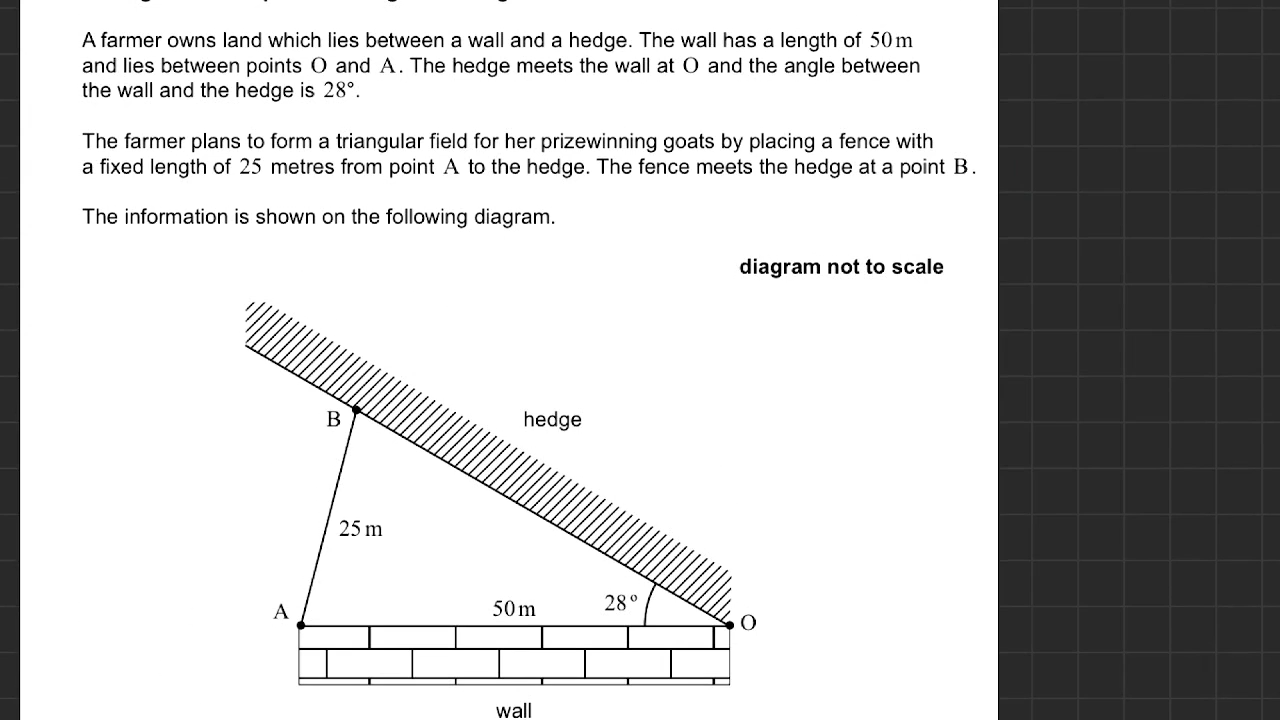 A farmer owns land which lies between a wall and a hedge. The wall has a length of 50 m
and lies between points O and A. The hedge meets the wall at O and the angle between
the wall and the hedge is 28°.
The farmer plans to form a triangular field for her prizewinning goats by placing a fence with
a fixed length of 25 metres from point A to the hedge. The fence meets the hedge at a point B.
The information is shown on the following diagram.
diagram not to scale
B
hedge
25 m
A
50 m
28°
O
wall